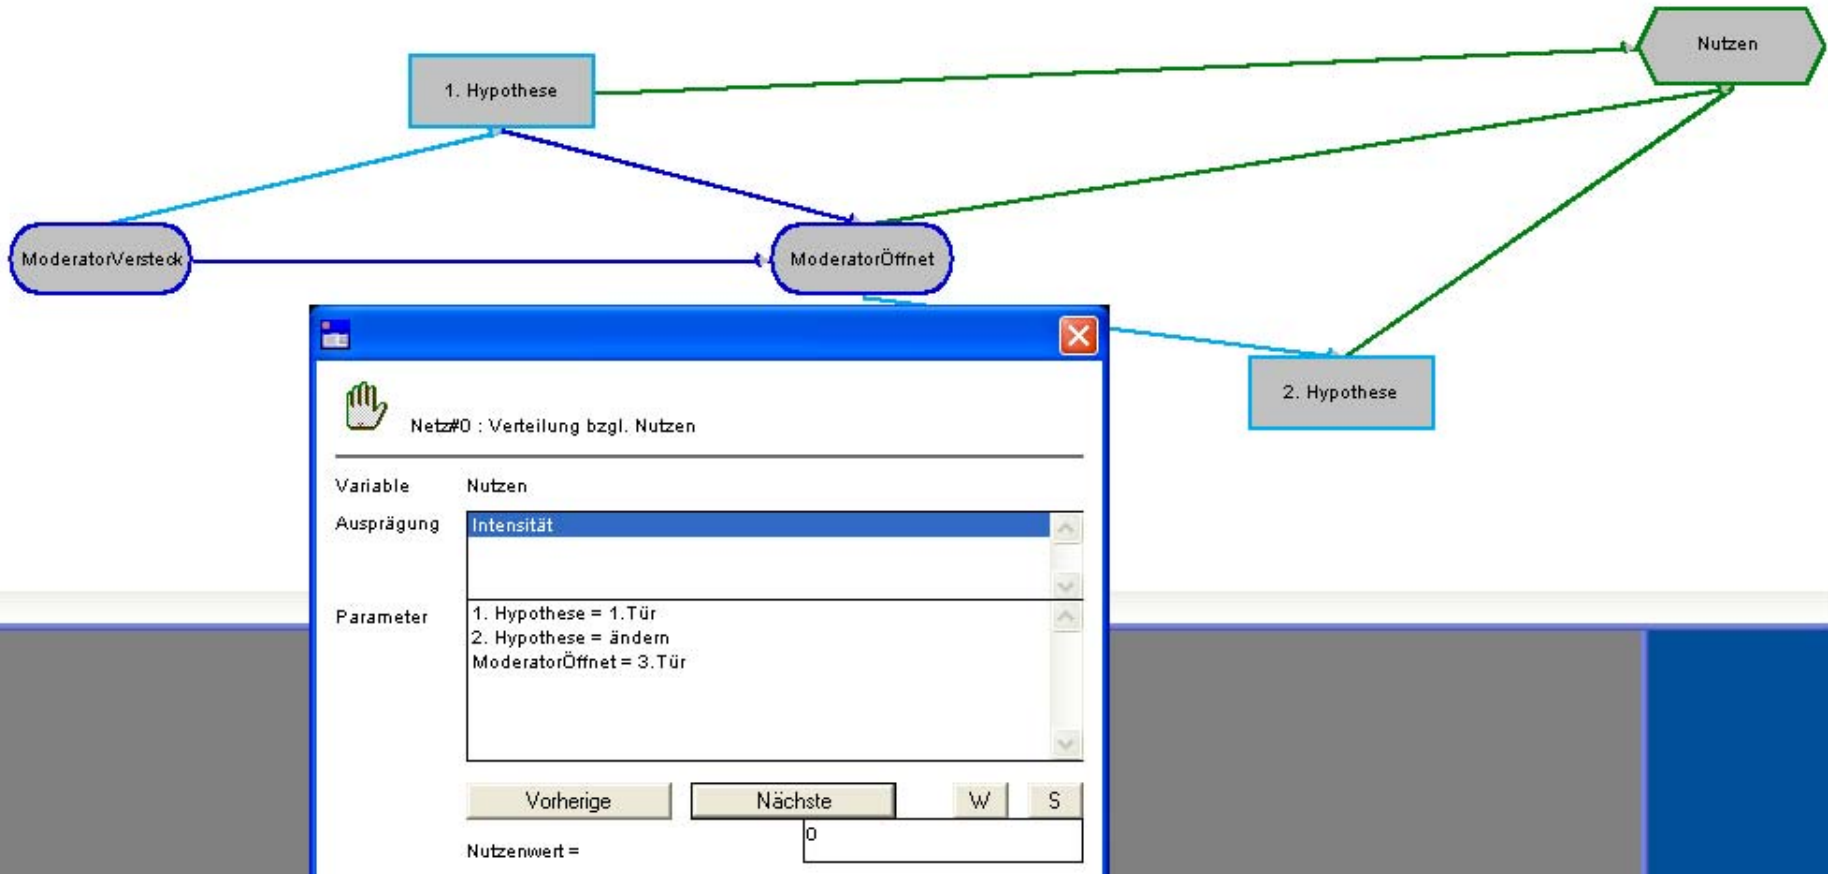 Nutzen
1. Hypothese
ModeratorVersteck
ModeratorÖffnet
2. Hypothese
Netz#0 : Verteilung bzgl. Nutzen
Variable Nutzen
Ausprägung Intensität
Parameter 1. Hypothese = 1.Tür
2. Hypothese = ändern
ModeratorÖffnet = 3.Tür
Vorherige Nächste W S
Nutzenwert = 0